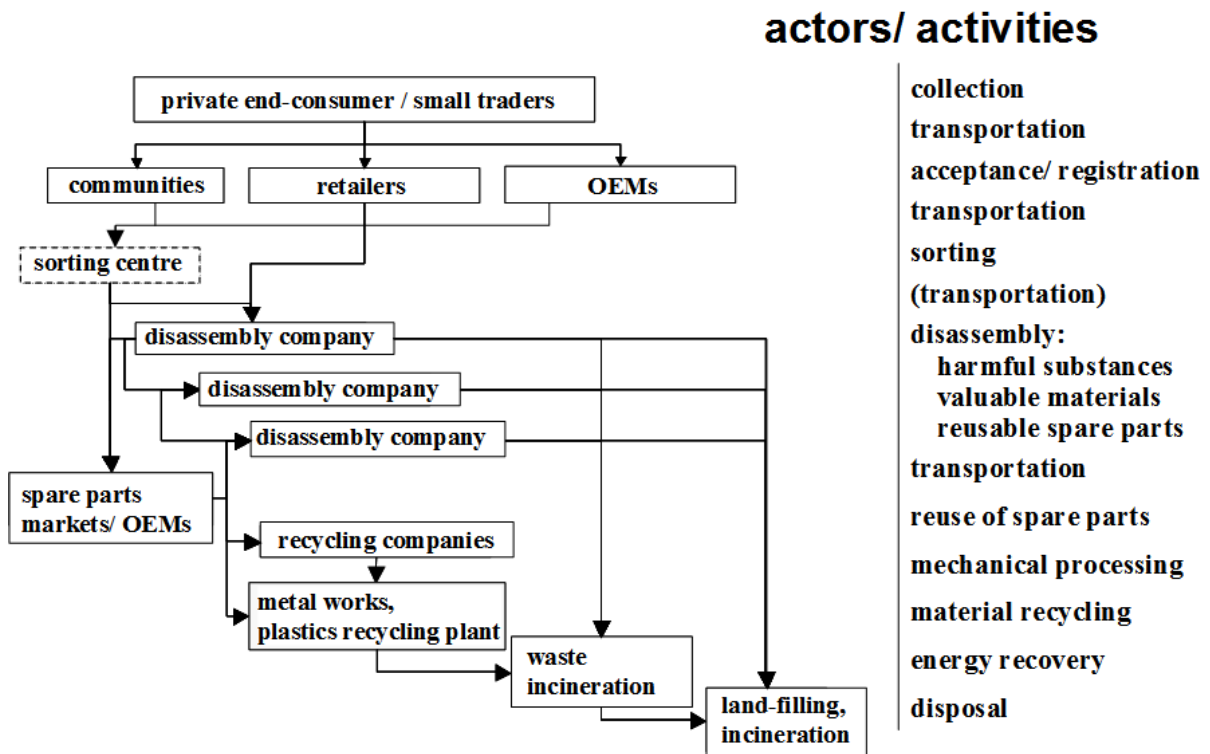 actors/ activities
private end-consumer / small traders
communities
retailers
OEMs
sorting centre
disassembly company
disassembly company
disassembly company
spare parts
markets/ OEMs
recycling companies
metal works,
plastics recycling plant
waste
incineration
land-filling,
incineration
collection
transportation
acceptance/ registration
transportation
sorting
(transportation)
disassembly:
harmful substances
valuable materials
reusable spare parts
transportation
reuse of spare parts
mechanical processing
material recycling
energy recovery
disposal